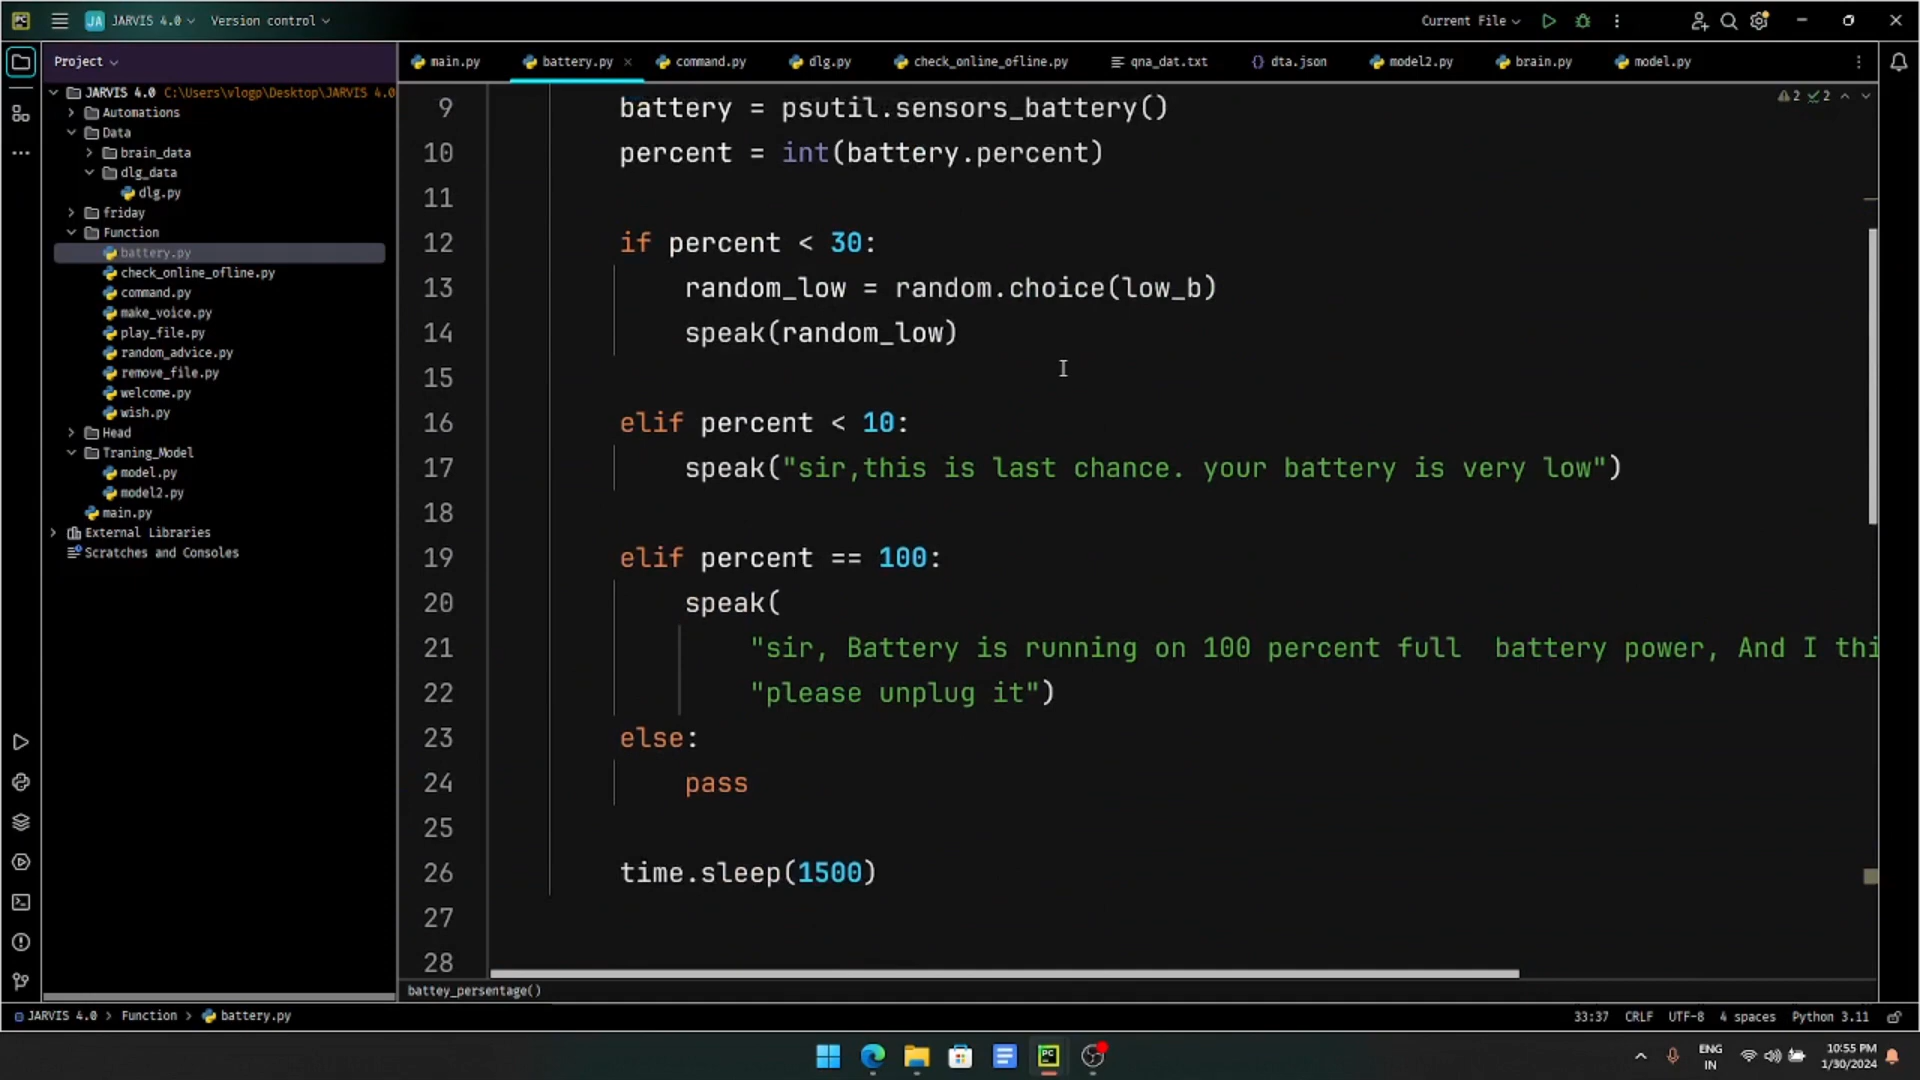 JA JARVIS 4.0 Version control Current File
Project
main.py battery.py command.py dlg.py check_online_ofline.py qna_dat.txt dta.json model2.py brain.py model.py
JARVIS 4.0 C:\Users\vlogp\Desktop\JARVIS 4.0
Automations
Data
brain_data
dlg_data
dlg.py
friday
Function
battery.py
check_online_ofline.py
command.py
make_voice.py
play_file.py
random_advice.py
remove_file.py
welcome.py
wish.py
Head
Traning_Model
model.py
model2.py
main.py
External Libraries
Scratches and Consoles
2 2
9 battery = psutil.sensors_battery()
10 percent = int(battery.percent)
11
12 if percent < 30:
13 random_low = random.choice(low_b)
14 speak(random_low)
15
16 elif percent < 10:
17 speak("sir,this is last chance. your battery is very low")
18
19 elif percent == 100:
20 speak(
21 "sir, Battery is running on 100 percent full  battery power, And I thi
22 "please unplug it")
23 else:
24 pass
25
26 time.sleep(1500)
27
28
battey_persentage()
JARVIS 4.0 > Function > battery.py 33:37 CRLF UTF-8 4 spaces Python 3.11
PC
ENG
IN
10:55 PM
1/30/2024